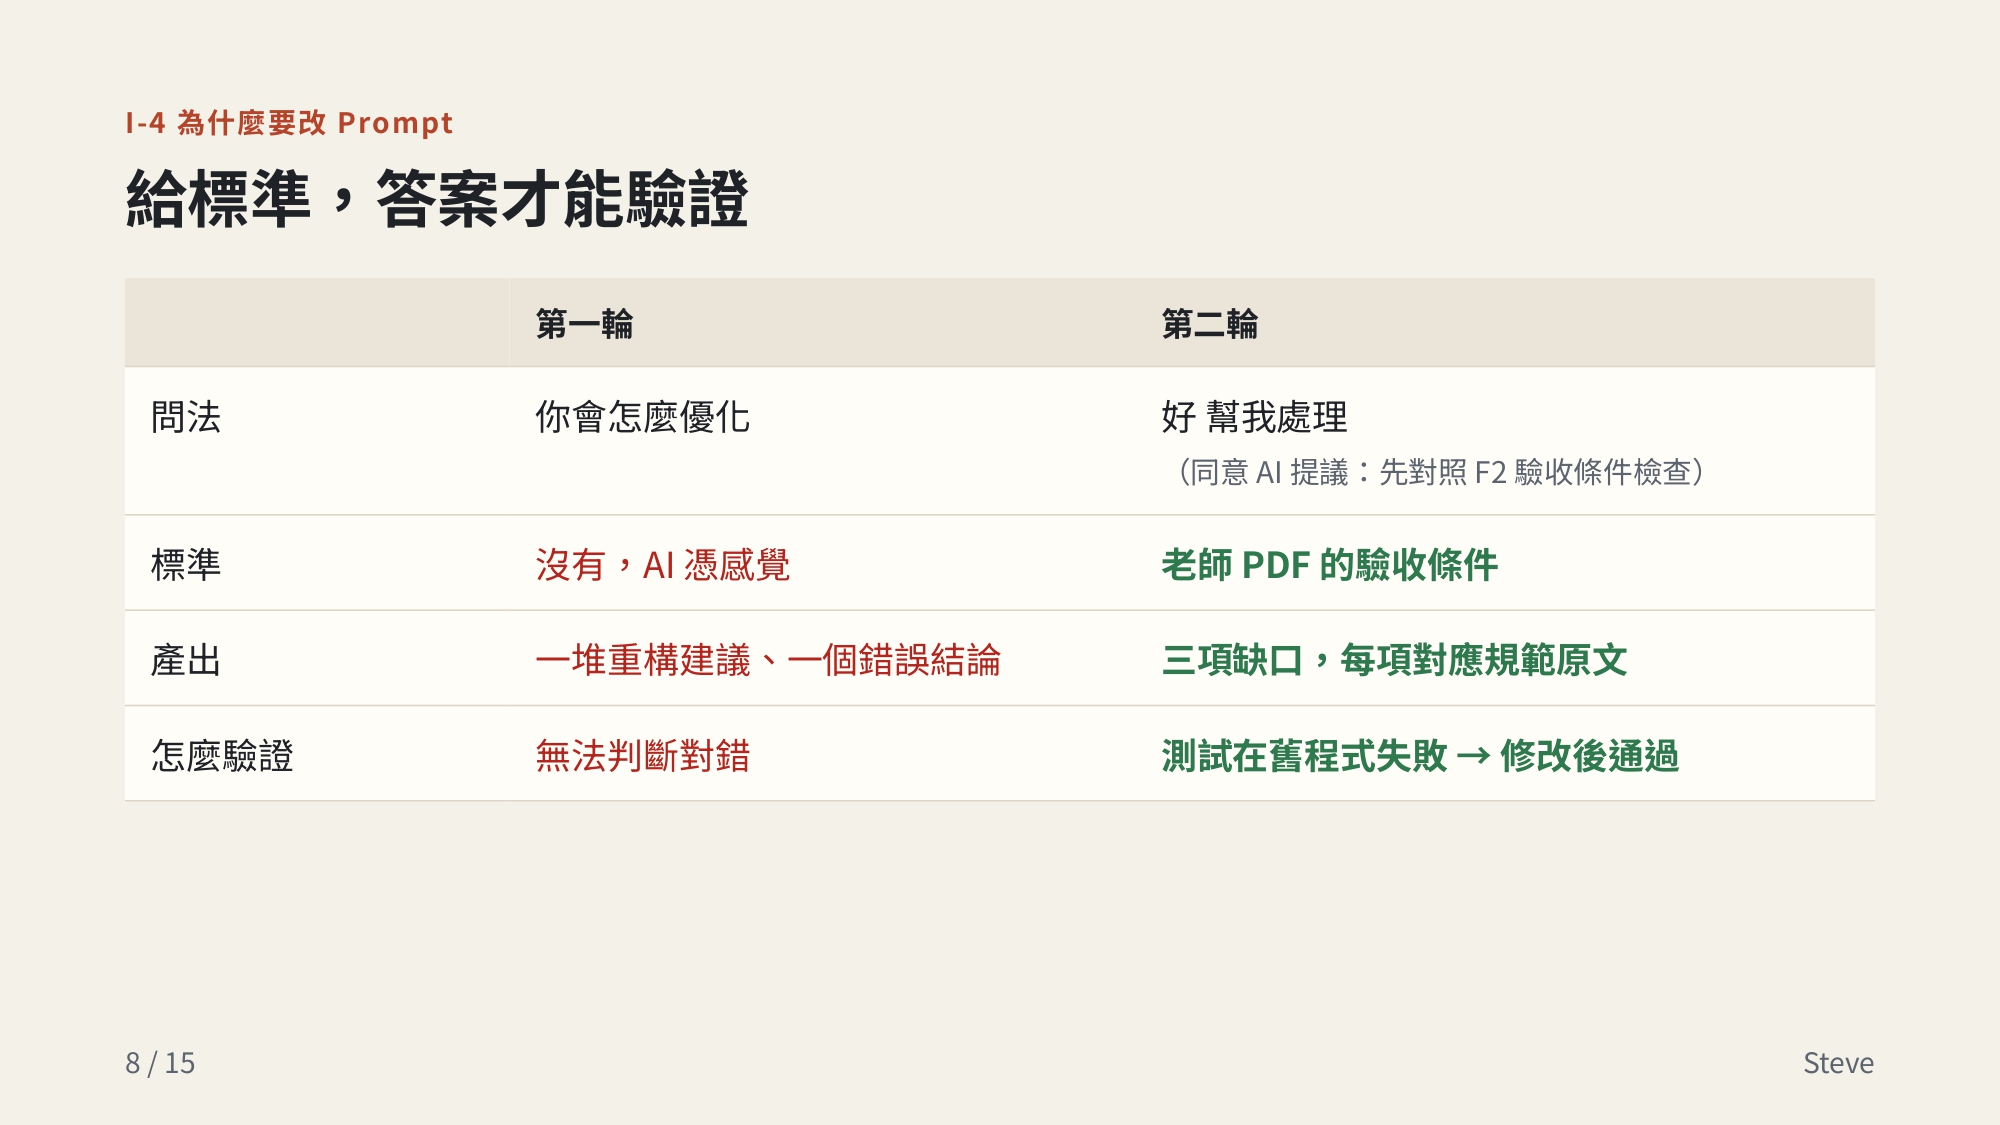 I-4 為什麼要改 Prompt
給標準，答案才能驗證
第一輪 第二輪
問法 你會怎麼優化 好 幫我處理
（同意 AI 提議：先對照 F2 驗收條件檢查）
標準 沒有，AI 憑感覺 老師 PDF 的驗收條件
產出 一堆重構建議、一個錯誤結論 三項缺口，每項對應規範原文
怎麼驗證 無法判斷對錯 測試在舊程式失敗 → 修改後通過
8 / 15 Steve